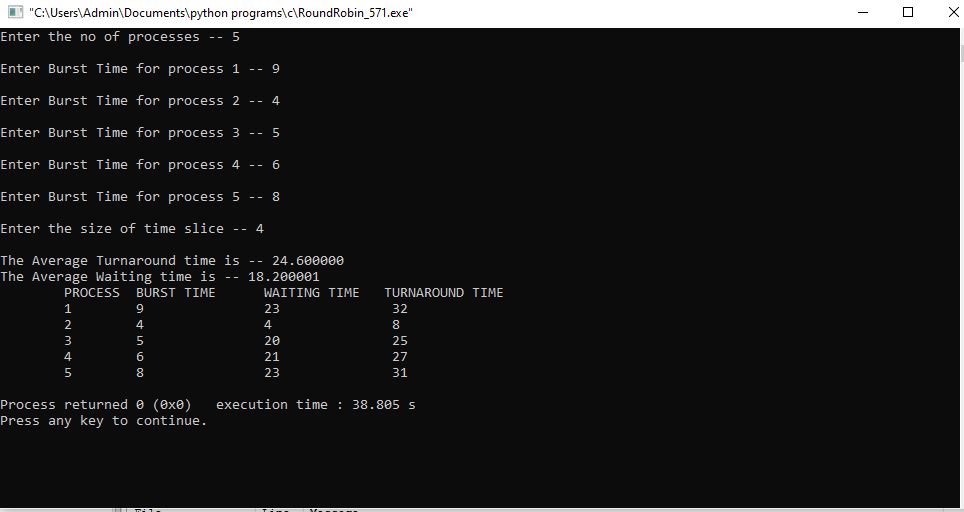 "C:\Users\Admin\Documents\python programs\c\RoundRobin_571.exe"
Enter the no of processes -- 5
Enter Burst Time for process 1 -- 9
Enter Burst Time for process 2 -- 4
Enter Burst Time for process 3 -- 5
Enter Burst Time for process 4 -- 6
Enter Burst Time for process 5 -- 8
Enter the size of time slice -- 4
The Average Turnaround time is -- 24.600000
The Average Waiting time is -- 18.200001
PROCESS BURST TIME WAITING TIME TURNAROUND TIME
1 9 23 32
2 4 4 8
3 5 20 25
4 6 21 27
5 8 23 31
Process returned 0 (0x0) execution time : 38.805 s
Press any key to continue.